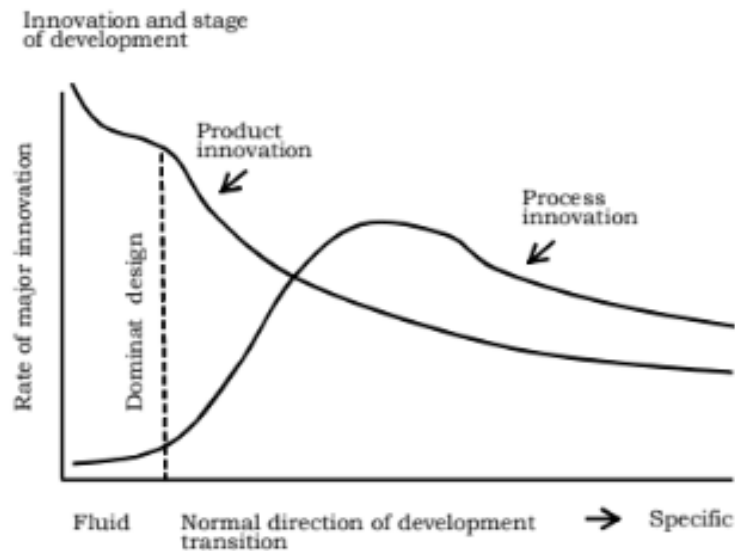 Innovation and stage
of development
Product
innovation
Process
innovation
Rate of major innovation
Dominat design
Fluid
Normal direction of development
transition
Specific